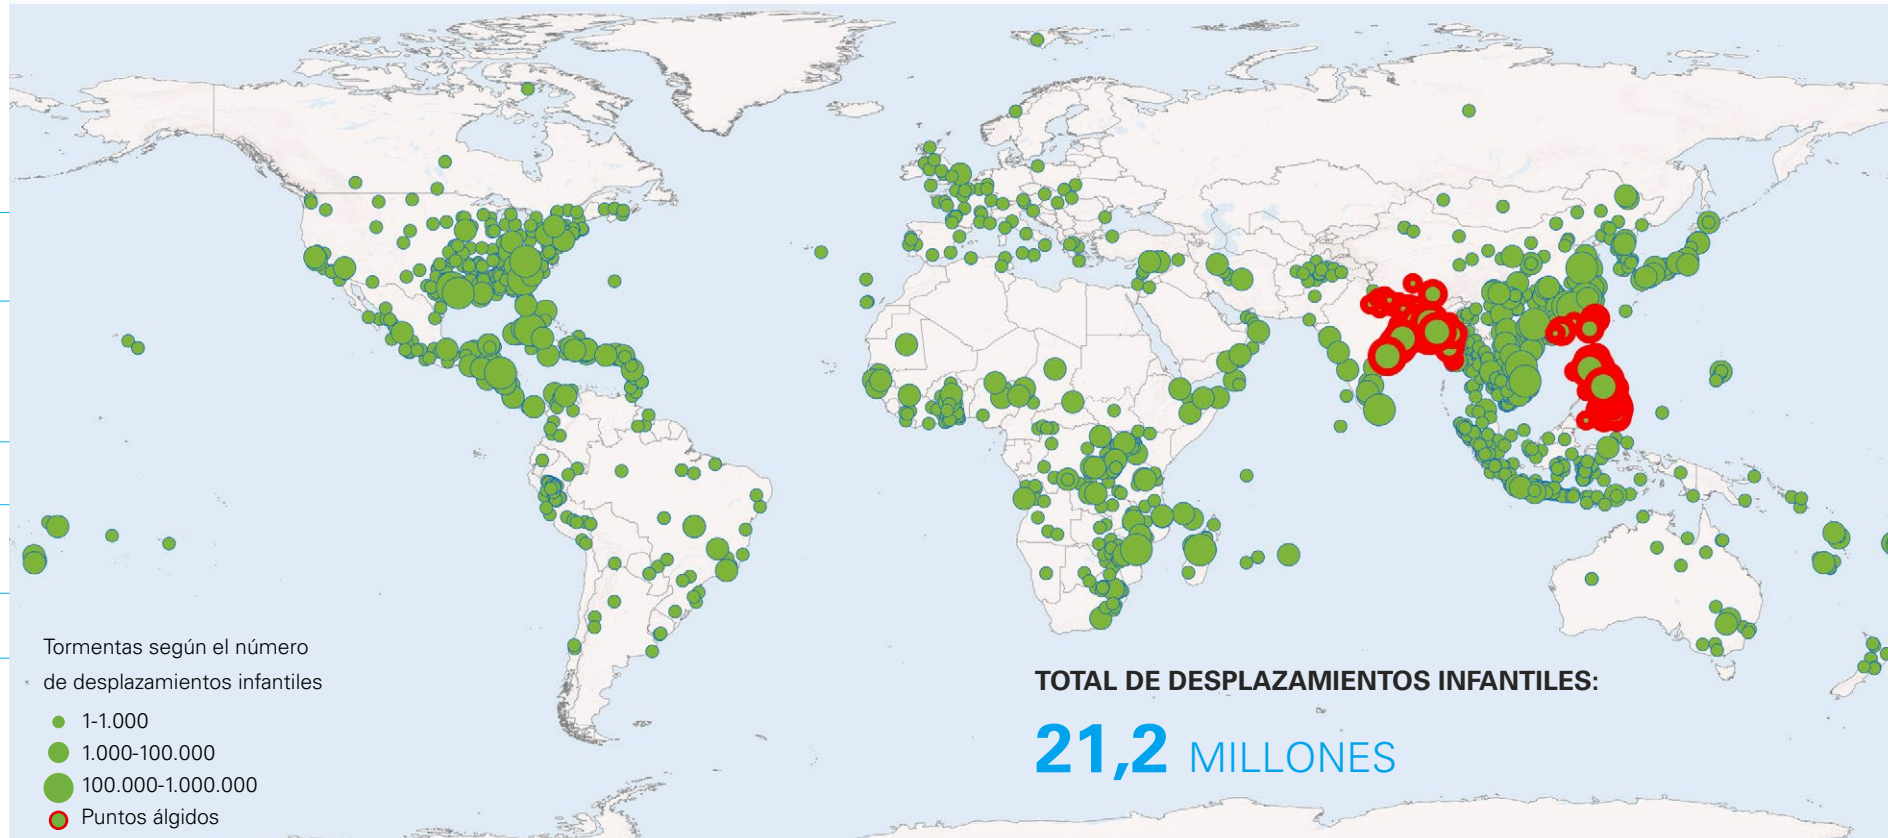 Tormentas según el número
de desplazamientos infantiles
1-1.000
1.000-100.000
100.000-1.000.000
Puntos álgidos
TOTAL DE DESPLAZAMIENTOS INFANTILES:
21,2 MILLONES